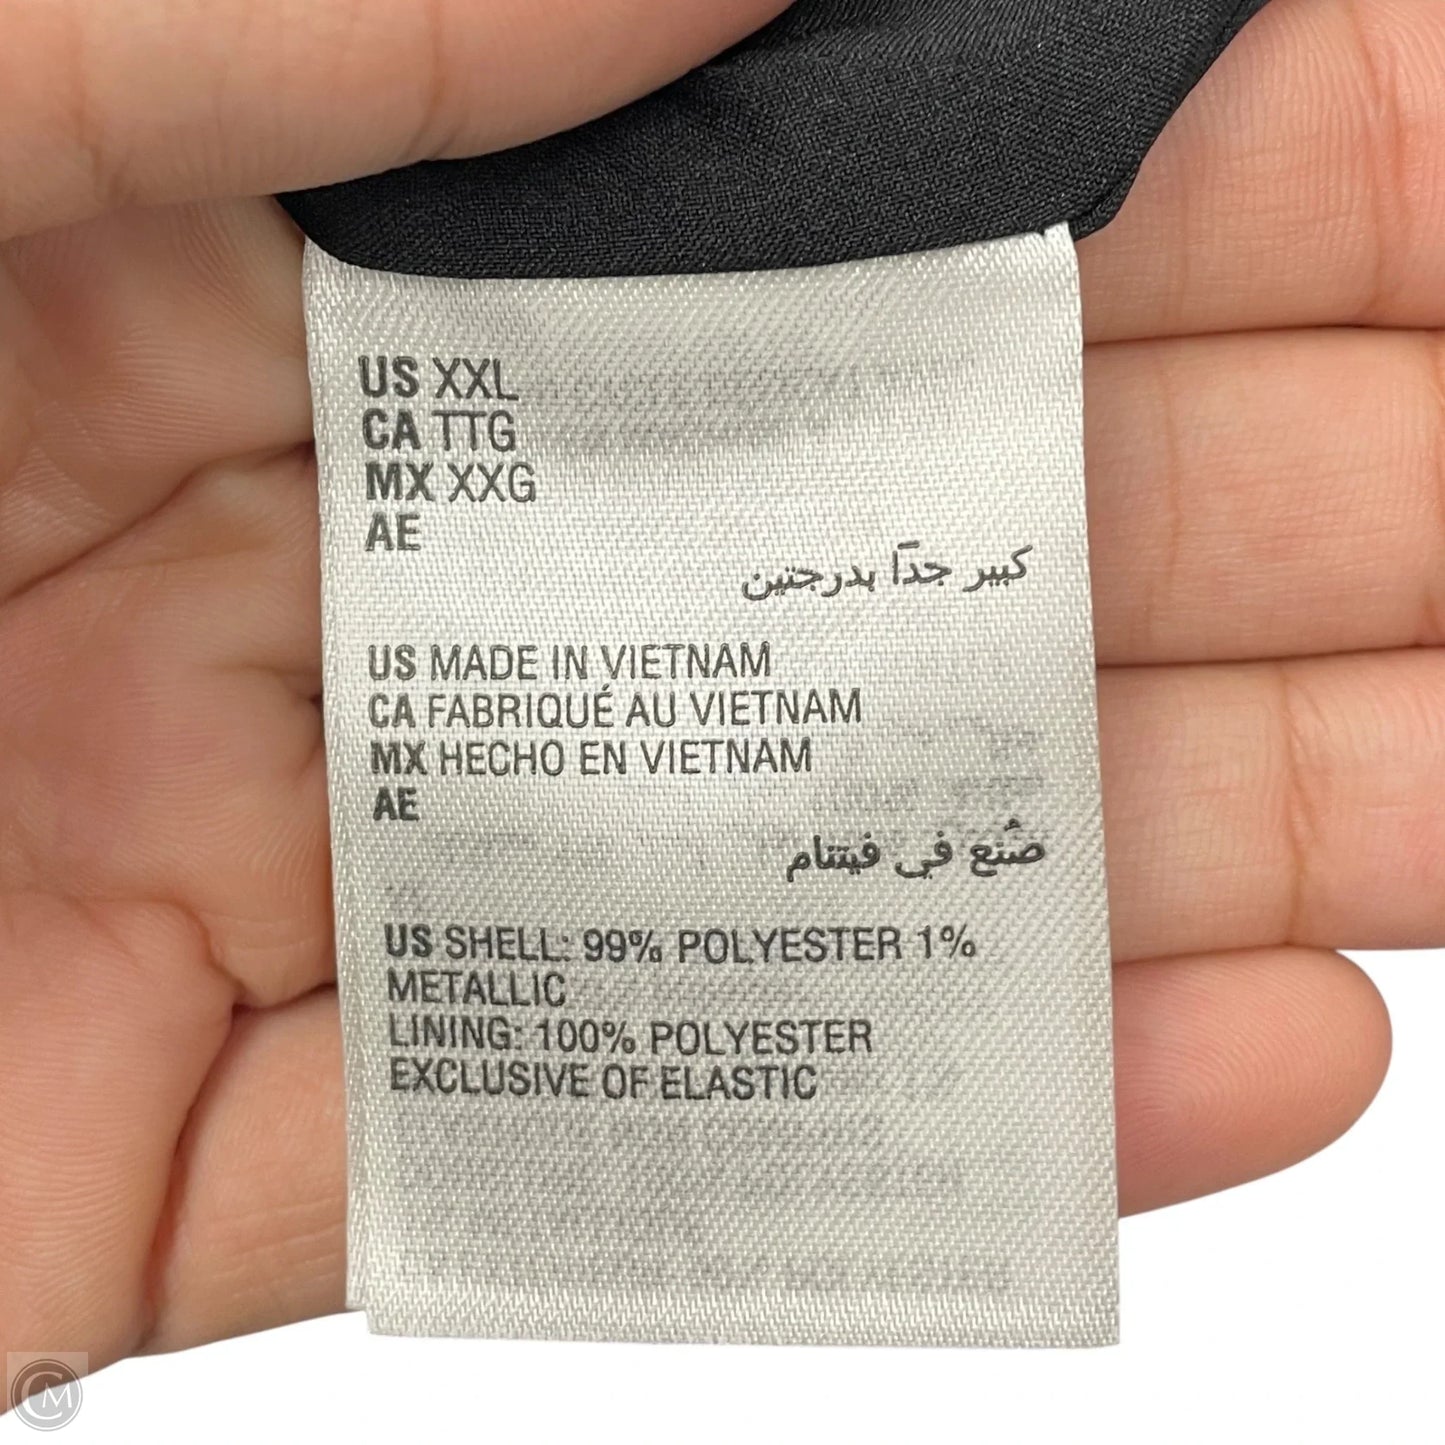 US XXL
CA TTG
MX XXG
AE
كبير جدًا بدرجتين
US MADE IN VIETNAM
CA FABRIQUÉ AU VIETNAM
MX HECHO EN VIETNAM
AE
صُنع في فيتنام
US SHELL: 99% POLYESTER 1%
METALLIC
LINING: 100% POLYESTER
EXCLUSIVE OF ELASTIC
CM